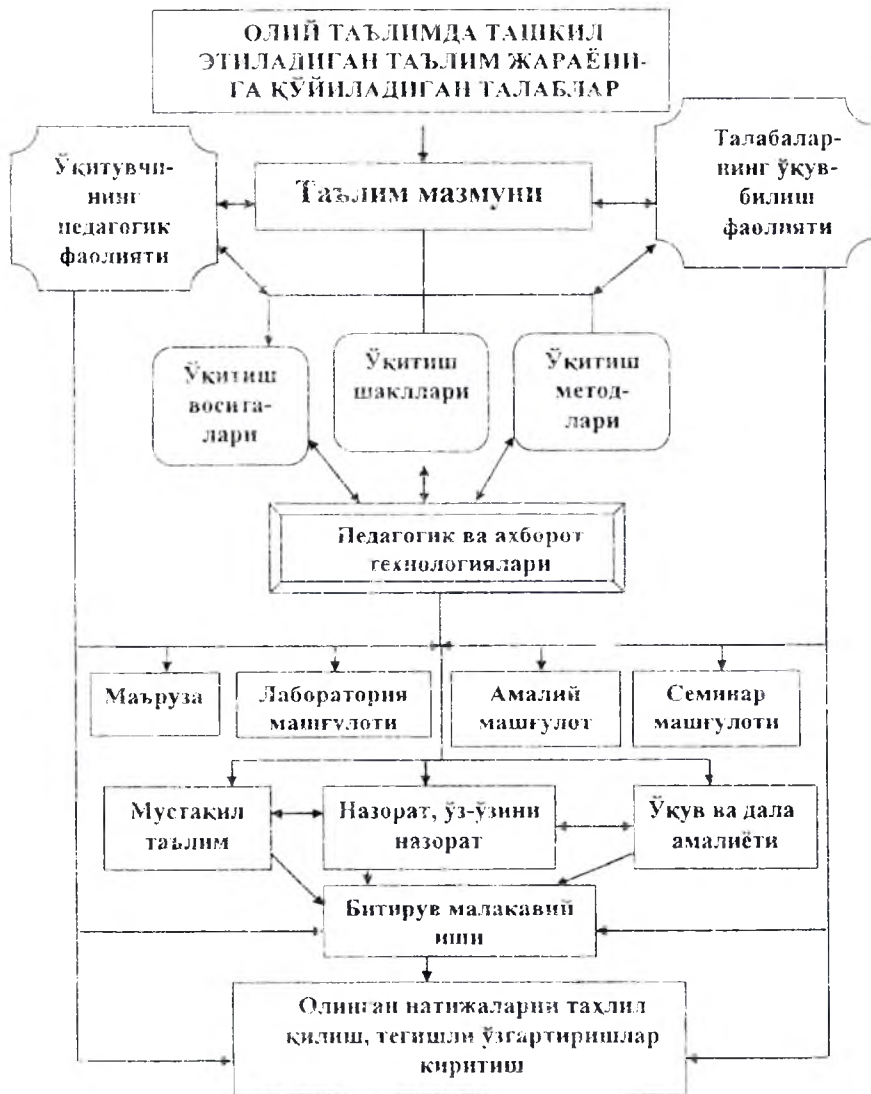 ОЛИЙ ТАЪЛИМДА ТАШКИЛ
ЭТИЛАДИГАН ТАЪЛИМ ЖАРАЁНИ-
ГА ҚЎЙИЛАДИГАН ТАЛАБЛАР
Ўқитувчи-
нинг
педагогик
фаолияти
Таълим мазмуни
Талабалар-
нинг ўқув-
билиш
фаолияти
Ўқитиш
восита-
лари
Ўқитиш
шакллари
Ўқитиш
метод-
лари
Педагогик ва ахборот
технологиялари
Маъруза
Лаборатория
машғулоти
Амалий
машғулот
Семинар
машғулоти
Мустақил
таълим
Назорат, ўз-ўзини
назорат
Ўқув ва дала
амалиёти
Битирув малакавий
иши
Олинган натижаларни таҳлил
қилиш, тегишли ўзгартиришлар
киритиш